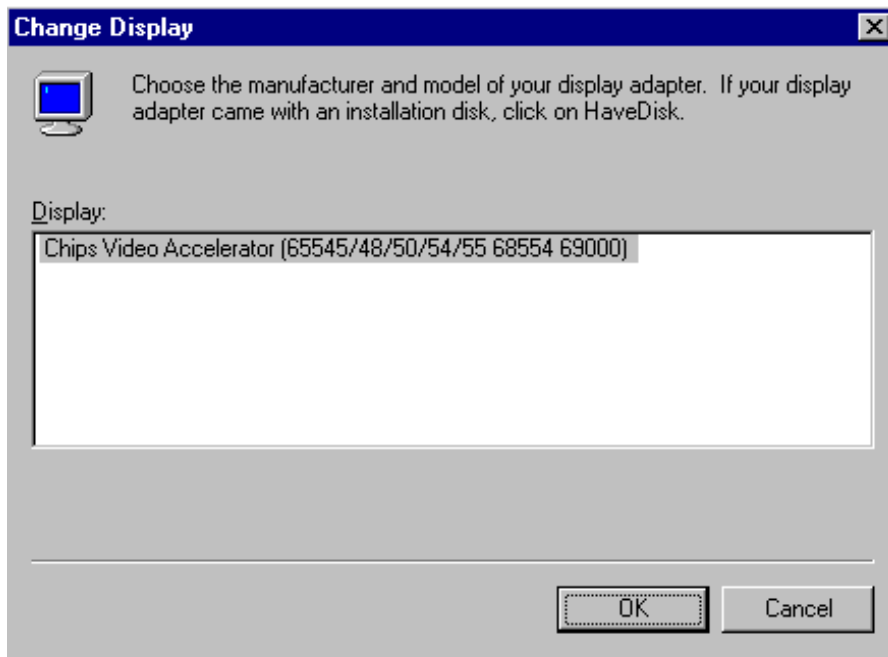 Change Display
Choose the manufacturer and model of your display adapter. If your display
adapter came with an installation disk, click on HaveDisk.
Display:
Chips Video Accelerator (65545/48/50/54/55 68554 69000)
OK
Cancel